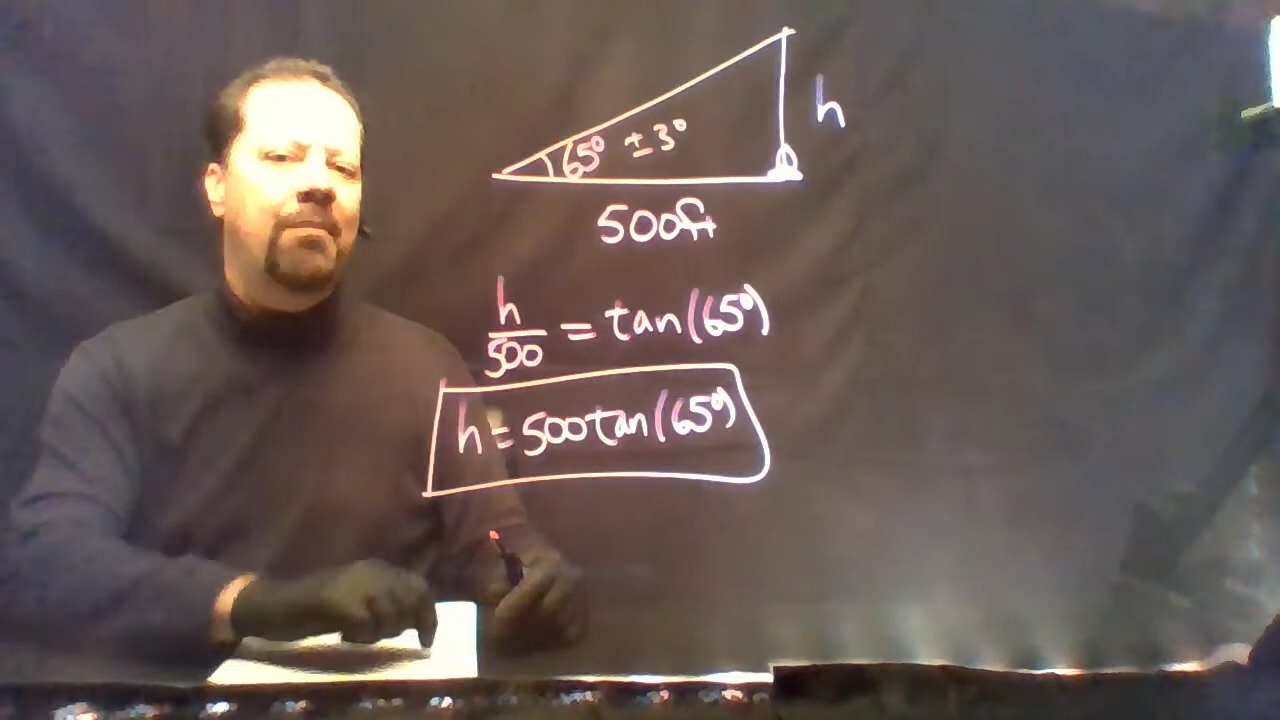 h
65° ± 3°
500ft
h/500 = tan(65°)
h = 500tan(65°)